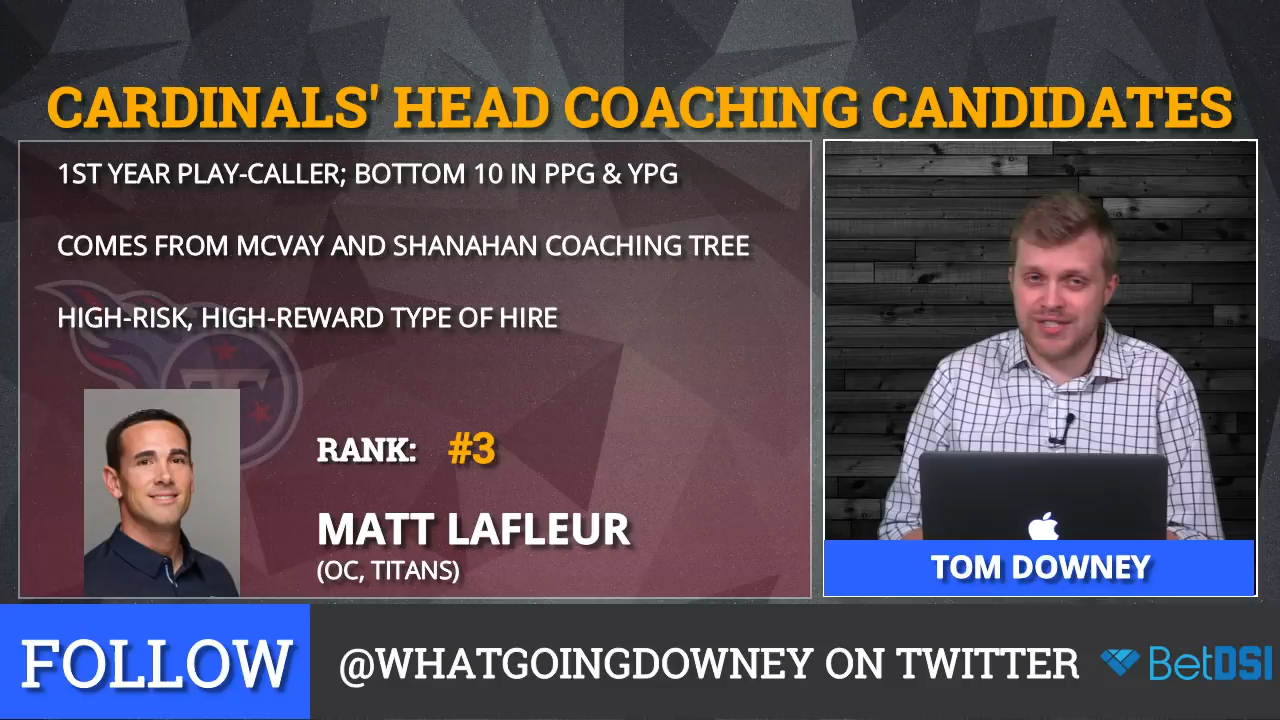 CARDINALS' HEAD COACHING CANDIDATES
1ST YEAR PLAY-CALLER; BOTTOM 10 IN PPG & YPG
COMES FROM MCVAY AND SHANAHAN COACHING TREE
HIGH-RISK, HIGH-REWARD TYPE OF HIRE
T
RANK: #3
MATT LAFLEUR
(OC, TITANS)
TOM DOWNEY
FOLLOW
@WHATGOINGDOWNEY ON TWITTER
BetDSI